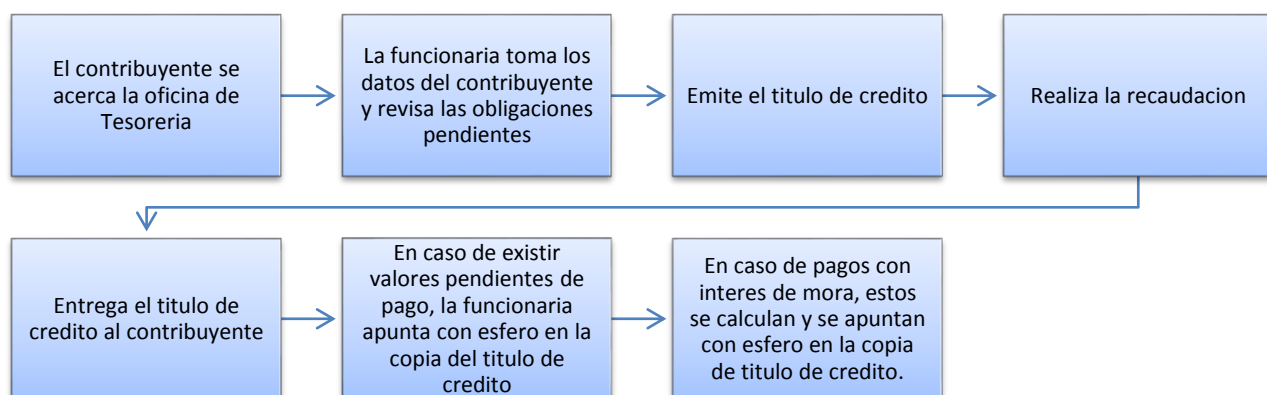 El contribuyente se
acerca la oficina de
Tesoreria
La funcionaria toma los
datos del contribuyente
y revisa las obligaciones
pendientes
Emite el titulo de credito
Realiza la recaudacion
Entrega el titulo de
credito al contribuyente
En caso de existir
valores pendientes de
pago, la funcionaria
apunta con esfero en la
copia del titulo de
credito
En caso de pagos con
interes de mora, estos
se calculan y se apuntan
con esfero en la copia
de titulo de credito.